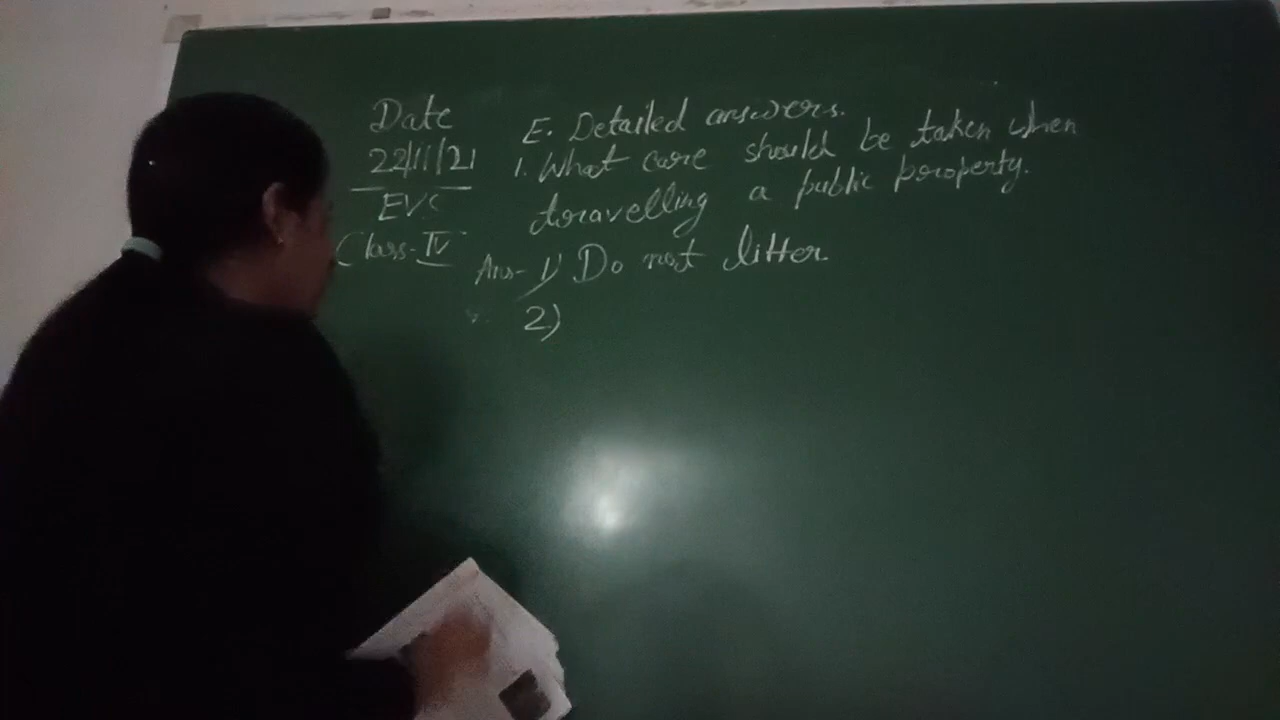 Date
22/11/21
EVS
Class-IV
E. Detailed answers.
1. What care should be taken when
travelling a public property.
Ans- 1) Do not litter
2)